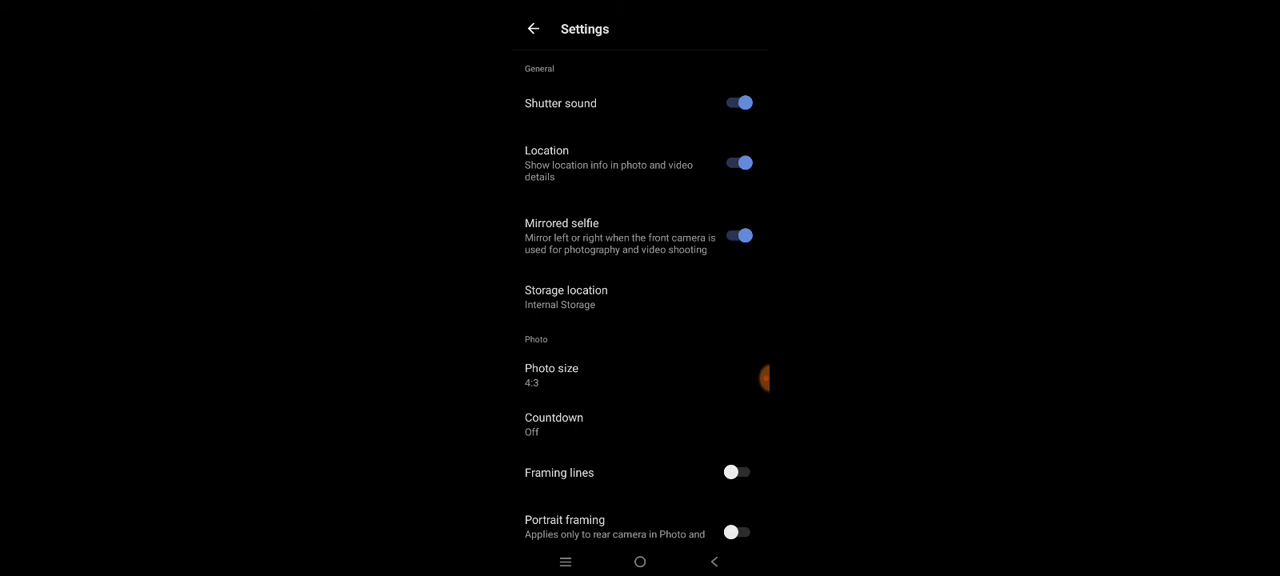 Settings
General
Shutter sound
Location
Show location info in photo and video
details
Mirrored selfie
Mirror left or right when the front camera is
used for photography and video shooting
Storage location
Internal Storage
Photo
Photo size
4:3
Countdown
Off
Framing lines
Portrait framing
Applies only to rear camera in Photo and